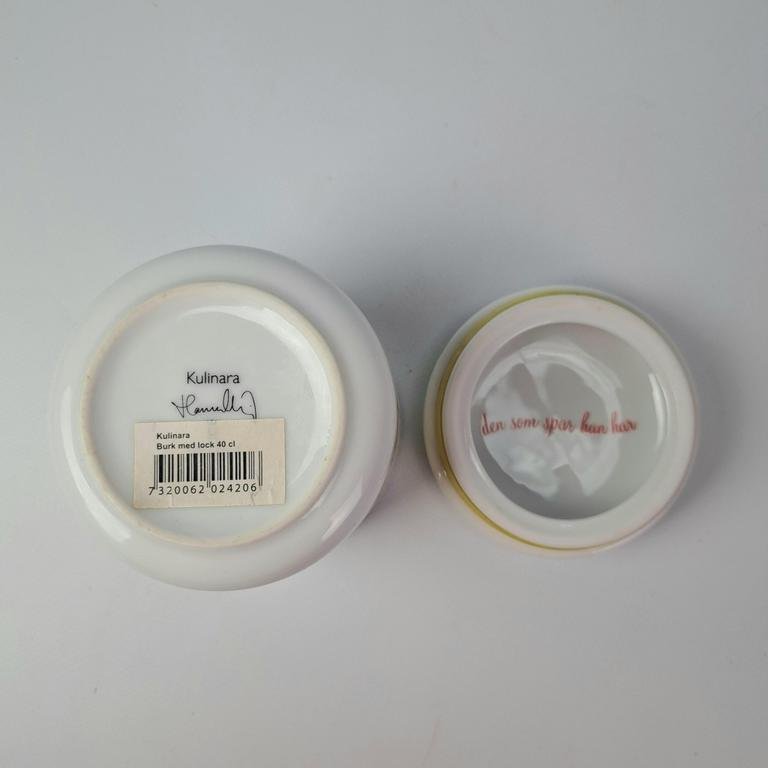 Kulinara
Kulinara
Burk med lock 40 cl
7320062 024206
den som spar han har